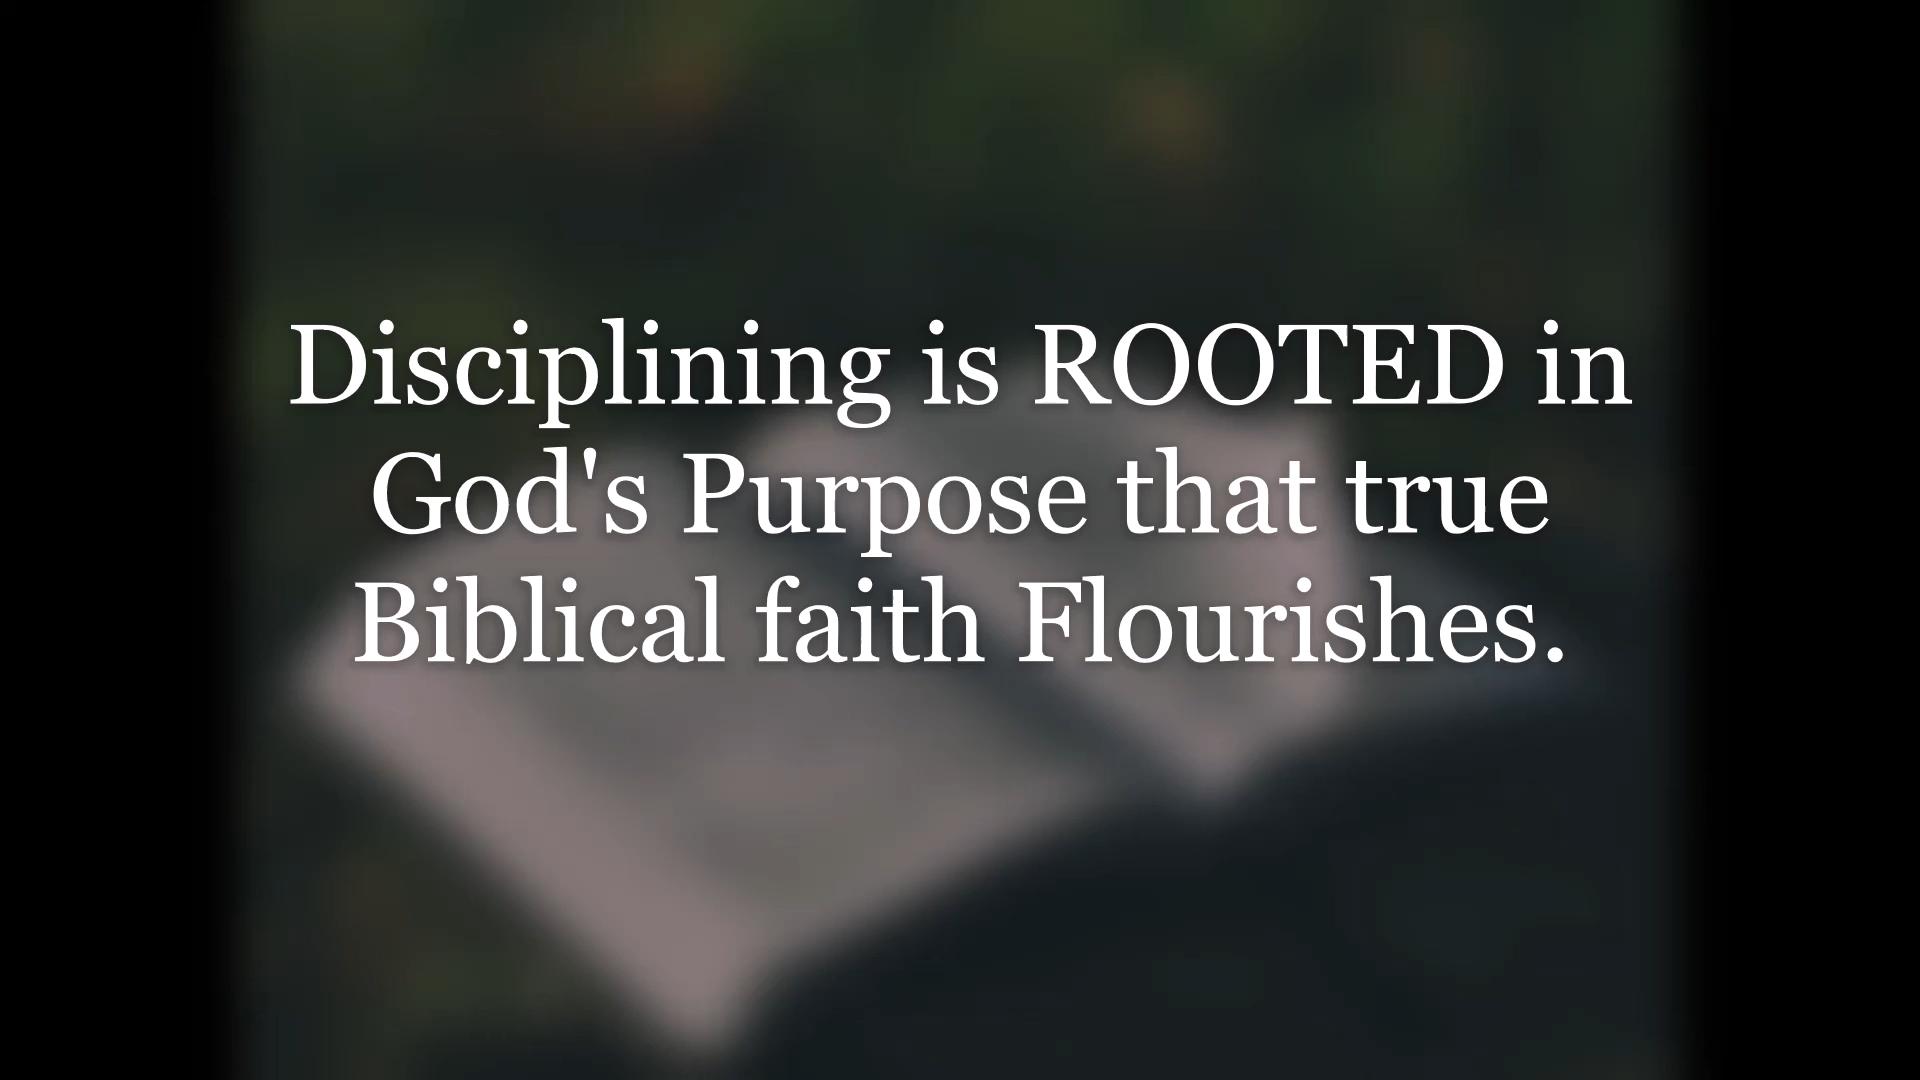 Disciplining is ROOTED in
God's Purpose that true
Biblical faith Flourishes.